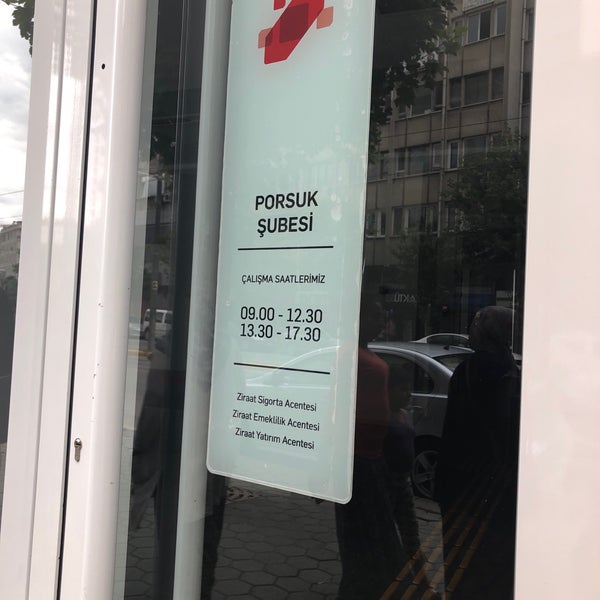 PORSUK
ŞUBESİ
ÇALIŞMA SAATLERİMİZ
09.00 - 12.30
13.30 - 17.30
Ziraat Sigorta Acentesi
Ziraat Emeklilik Acentesi
Ziraat Yatırım Acentesi